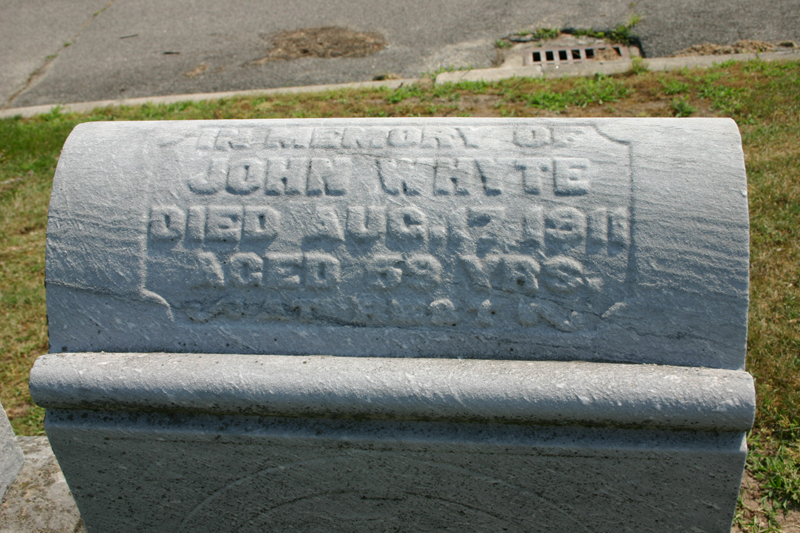 IN MEMORY OF
JOHN WHYTE
DIED AUG. 17, 1911
AGED 59 YRS.